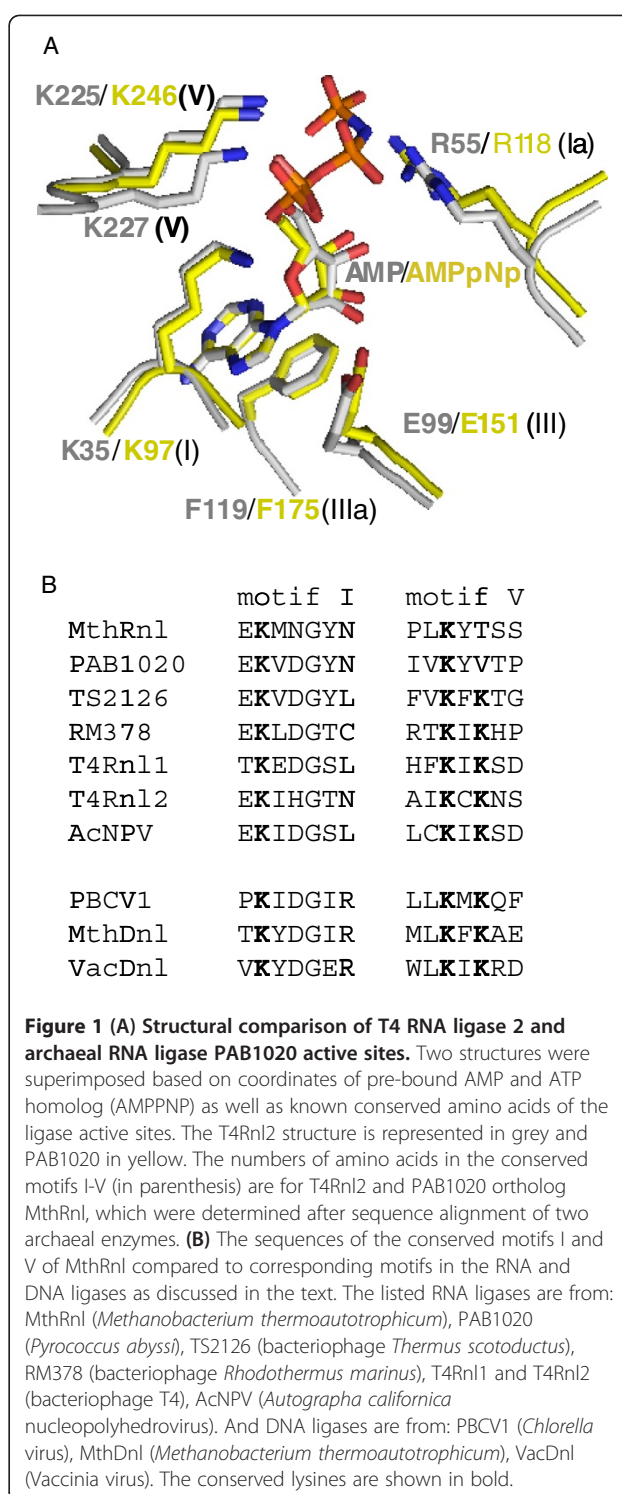 A
K225/K246(V)
R55/R118 (Ia)
K227 (V)
AMP/AMPpNp
K35/K97(I)
E99/E151 (III)
F119/F175(IIIa)
B
motif I motif V
MthRnl EKMNGYN PLKYTSS
PAB1020 EKVDGYN IVKYVTP
TS2126 EKVDGYL FVKFKTG
RM378 EKLDGTC RTKIKHP
T4Rnl1 TKEDGSL HFKIKSD
T4Rnl2 EKIHGTN AIKCKNS
AcNPV EKIDGSL LCKIKSD
PBCV1 PKIDGIR LLKMKQF
MthDnl TKYDGIR MLKFKAE
VacDnl VKYDGER WLKIKRD
Figure 1 (A) Structural comparison of T4 RNA ligase 2 and
archaeal RNA ligase PAB1020 active sites. Two structures were
superimposed based on coordinates of pre-bound AMP and ATP
homolog (AMPPNP) as well as known conserved amino acids of the
ligase active sites. The T4Rnl2 structure is represented in grey and
PAB1020 in yellow. The numbers of amino acids in the conserved
motifs I-V (in parenthesis) are for T4Rnl2 and PAB1020 ortholog
MthRnl, which were determined after sequence alignment of two
archaeal enzymes. (B) The sequences of the conserved motifs I and
V of MthRnl compared to corresponding motifs in the RNA and
DNA ligases as discussed in the text. The listed RNA ligases are from:
MthRnl (Methanobacterium thermoautotrophicum), PAB1020
(Pyrococcus abyssi), TS2126 (bacteriophage Thermus scotoductus),
RM378 (bacteriophage Rhodothermus marinus), T4Rnl1 and T4Rnl2
(bacteriophage T4), AcNPV (Autographa californica
nucleopolyhedrovirus). And DNA ligases are from: PBCV1 (Chlorella
virus), MthDnl (Methanobacterium thermoautotrophicum), VacDnl
(Vaccinia virus). The conserved lysines are shown in bold.